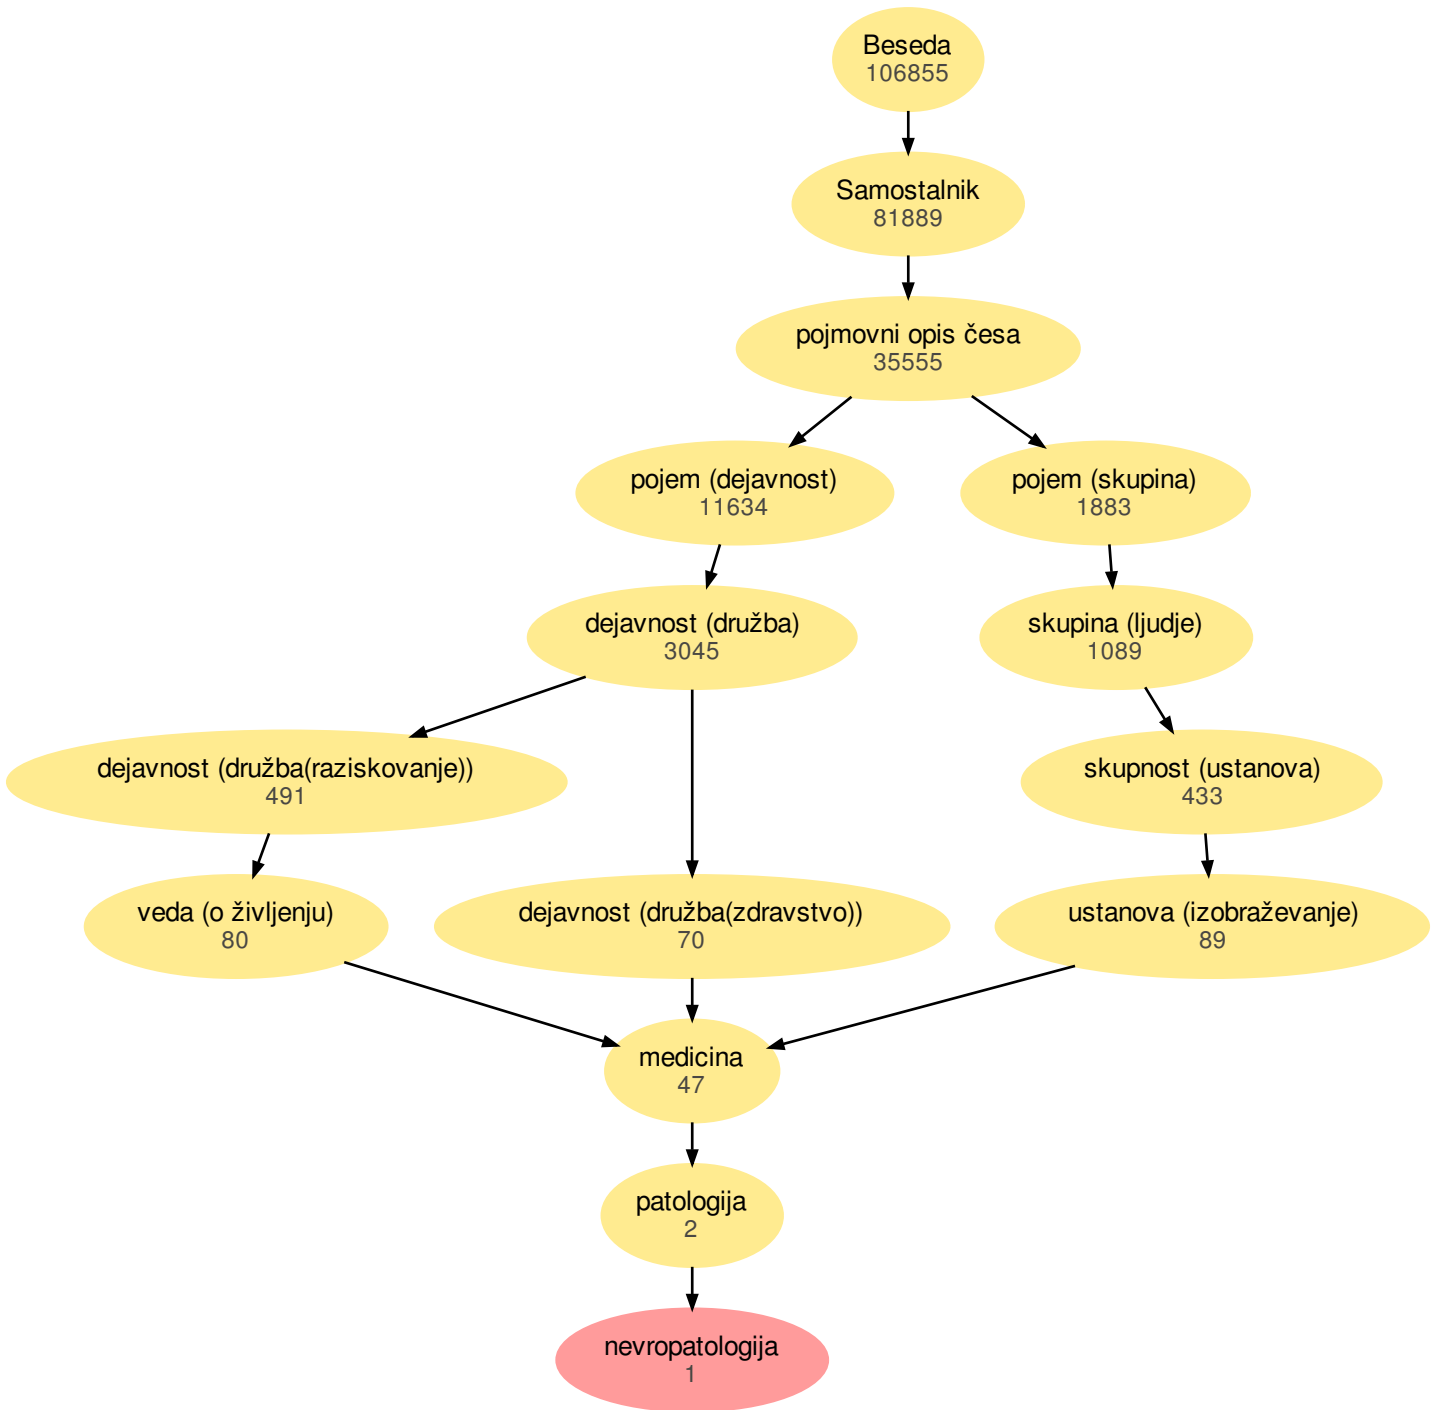 Beseda
106855
Samostalnik
81889
pojmovni opis česa
35555
pojem (dejavnost)
11634
pojem (skupina)
1883
dejavnost (družba)
3045
skupina (ljudje)
1089
dejavnost (družba(raziskovanje))
491
skupnost (ustanova)
433
veda (o življenju)
80
dejavnost (družba(zdravstvo))
70
ustanova (izobraževanje)
89
medicina
47
patologija
2
nevropatologija
1